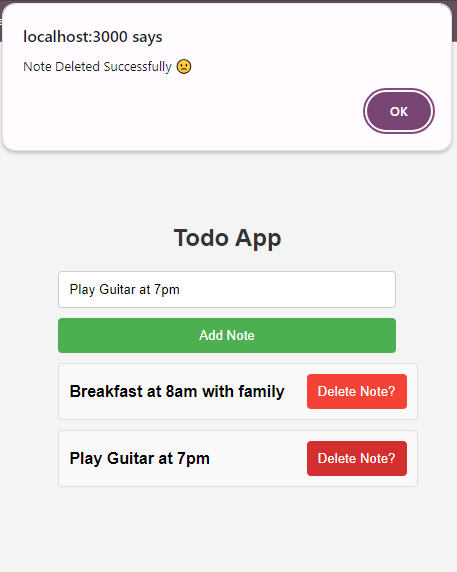 localhost:3000 says
Note Deleted Successfully 😟
OK
Todo App
Play Guitar at 7pm
Add Note
Breakfast at 8am with family
Delete Note?
Play Guitar at 7pm
Delete Note?